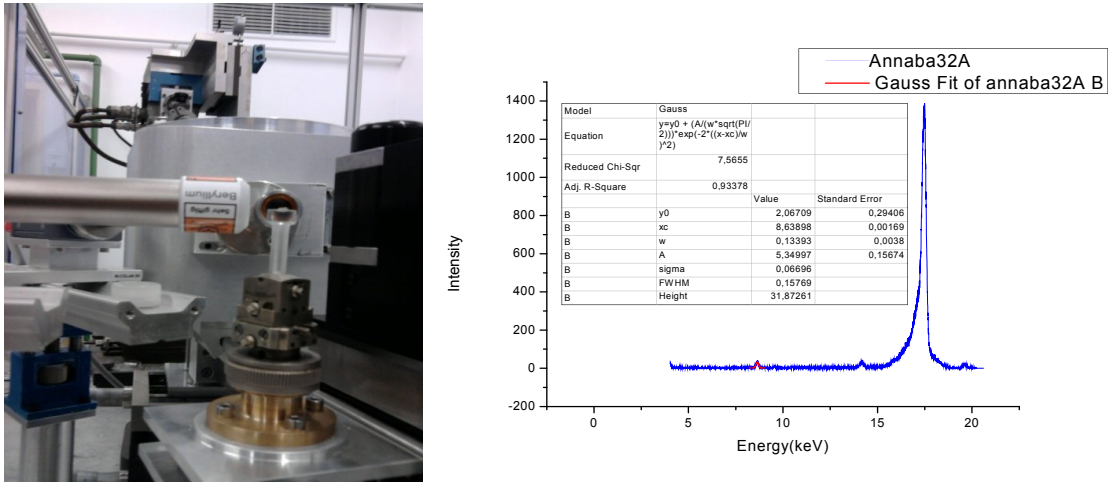 Beryllium
Sehr giftig
Annaba32A
Gauss Fit of annaba32A B
Model Gauss
Equation y=y0 + (A/(w*sqrt(PI/
2)))*exp(-2*((x-xc)/w
)^2)
Reduced Chi-Sqr 7,5655
Adj. R-Square 0,93378
Value Standard Error
B y0 2,06709 0,29406
B xc 8,63898 0,00169
B w 0,13393 0,0038
B A 5,34997 0,15674
B sigma 0,06696
B FWHM 0,15769
B Height 31,87261
1400
1200
1000
800
600
400
200
0
-200
Intensity
0 5 10 15 20
Energy(keV)